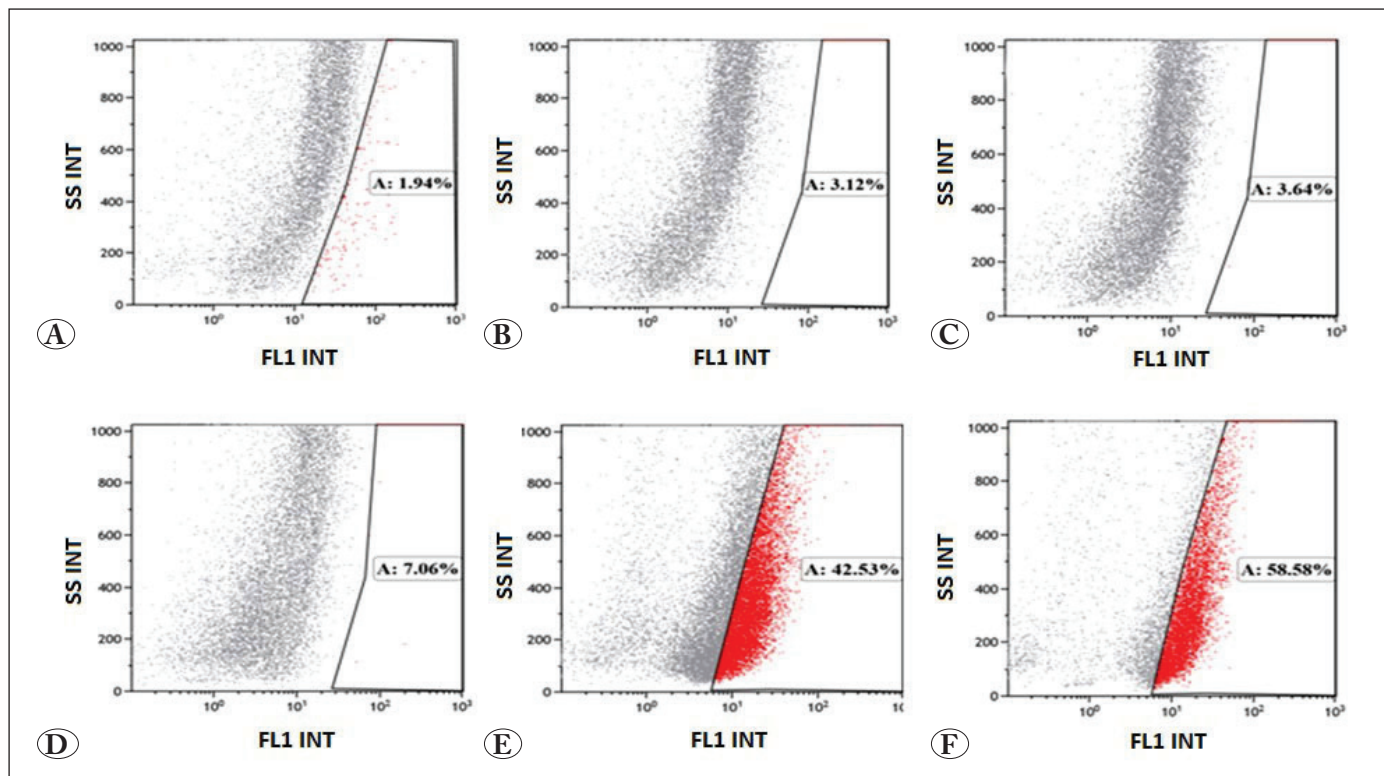 1000
800
600
400
200
0
SS INT
A: 1.94%
10⁰ 10¹ 10² 10³
FL1 INT
A
1000
800
600
400
200
0
SS INT
A: 3.12%
10⁰ 10¹ 10² 10³
FL1 INT
B
1000
800
600
400
200
0
SS INT
A: 3.64%
10⁰ 10¹ 10² 10³
FL1 INT
C
1000
800
600
400
200
0
SS INT
A: 7.06%
10⁰ 10¹ 10² 10³
FL1 INT
D
1000
800
600
400
200
0
SS INT
A: 42.53%
10⁰ 10¹ 10²
FL1 INT
E
1000
800
600
400
200
0
SS INT
A: 58.58%
10⁰ 10¹ 10² 10³
FL1 INT
F